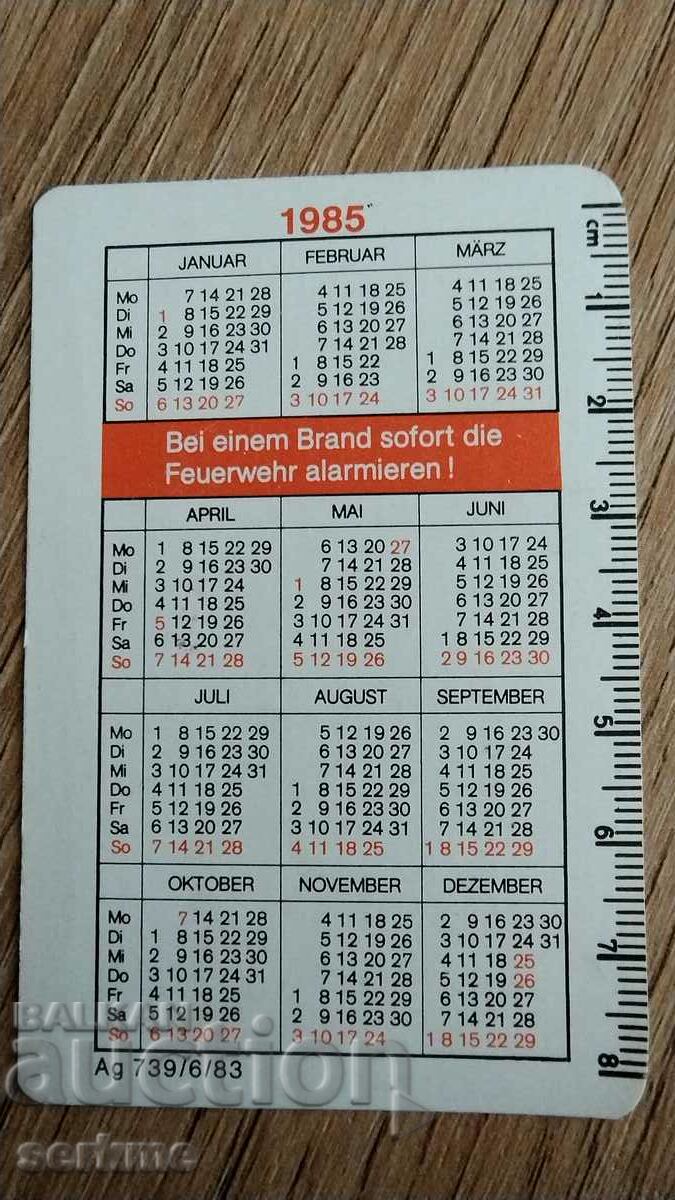 1985
JANUAR FEBRUAR MÄRZ
Mo 7 14 21 28 4 11 18 25 4 11 18 25
Di 1 8 15 22 29 5 12 19 26 5 12 19 26
Mi 2 9 16 23 30 6 13 20 27 6 13 20 27
Do 3 10 17 24 31 7 14 21 28 7 14 21 28
Fr 4 11 18 25 1 8 15 22 1 8 15 22 29
Sa 5 12 19 26 2 9 16 23 2 9 16 23 30
So 6 13 20 27 3 10 17 24 3 10 17 24 31
Bei einem Brand sofort die
Feuerwehr alarmieren !
APRIL MAI JUNI
Mo 1 8 15 22 29 6 13 20 27 3 10 17 24
Di 2 9 16 23 30 7 14 21 28 4 11 18 25
Mi 3 10 17 24 1 8 15 22 29 5 12 19 26
Do 4 11 18 25 2 9 16 23 30 6 13 20 27
Fr 5 12 19 26 3 10 17 24 31 7 14 21 28
Sa 6 13 20 27 4 11 18 25 1 8 15 22 29
So 7 14 21 28 5 12 19 26 2 9 16 23 30
JULI AUGUST SEPTEMBER
Mo 1 8 15 22 29 5 12 19 26 2 9 16 23 30
Di 2 9 16 23 30 6 13 20 27 3 10 17 24
Mi 3 10 17 24 31 7 14 21 28 4 11 18 25
Do 4 11 18 25 1 8 15 22 29 5 12 19 26
Fr 5 12 19 26 2 9 16 23 30 6 13 20 27
Sa 6 13 20 27 3 10 17 24 31 7 14 21 28
So 7 14 21 28 4 11 18 25 1 8 15 22 29
OKTOBER NOVEMBER DEZEMBER
Mo 7 14 21 28 4 11 18 25 2 9 16 23 30
Di 1 8 15 22 29 5 12 19 26 3 10 17 24 31
Mi 2 9 16 23 30 6 13 20 27 4 11 18 25
Do 3 10 17 24 31 7 14 21 28 5 12 19 26
Fr 4 11 18 25 1 8 15 22 29 6 13 20 27
Sa 5 12 19 26 2 9 16 23 30 7 14 21 28
So 6 13 20 27 3 10 17 24 1 8 15 22 29
Ag 739/6/83
cm 1 2 3 4 5 6 7 8
BALKAN
auction
serkme